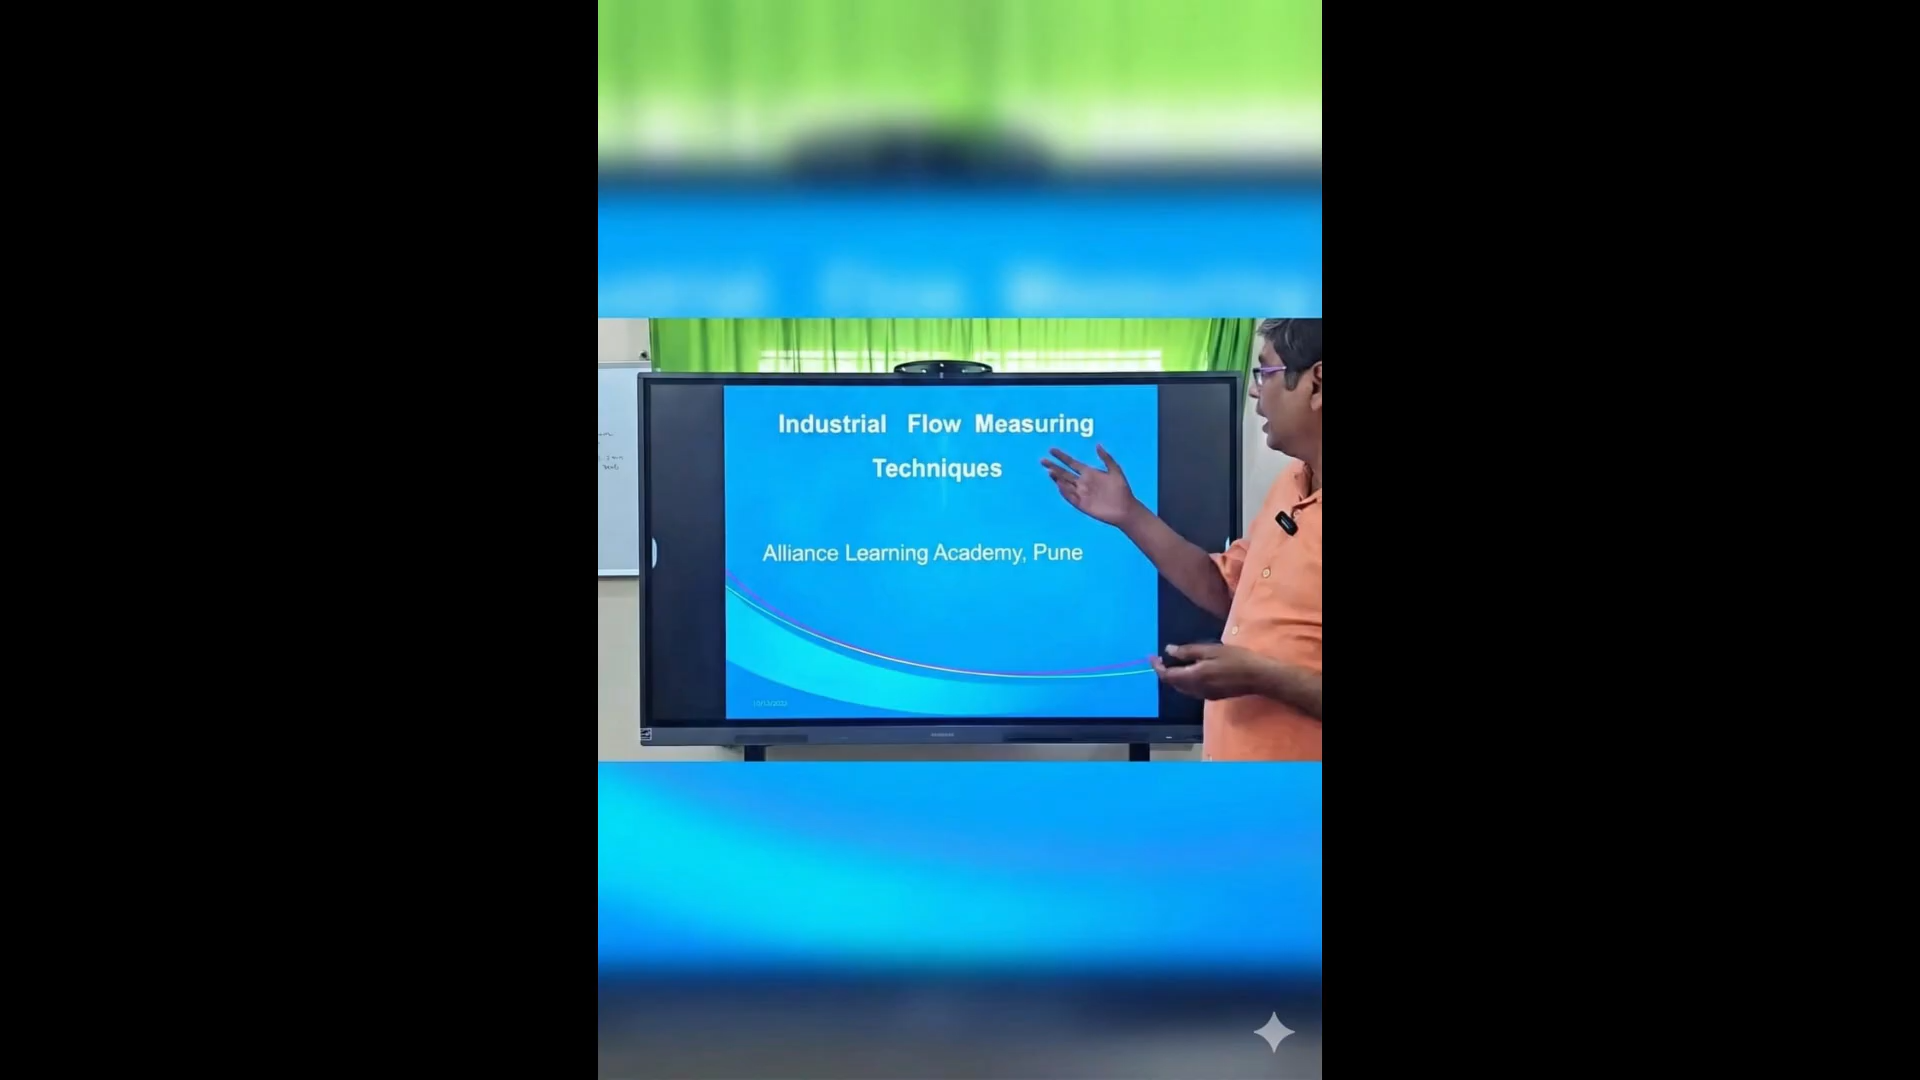 Industrial Flow Measuring
Techniques
Alliance Learning Academy, Pune